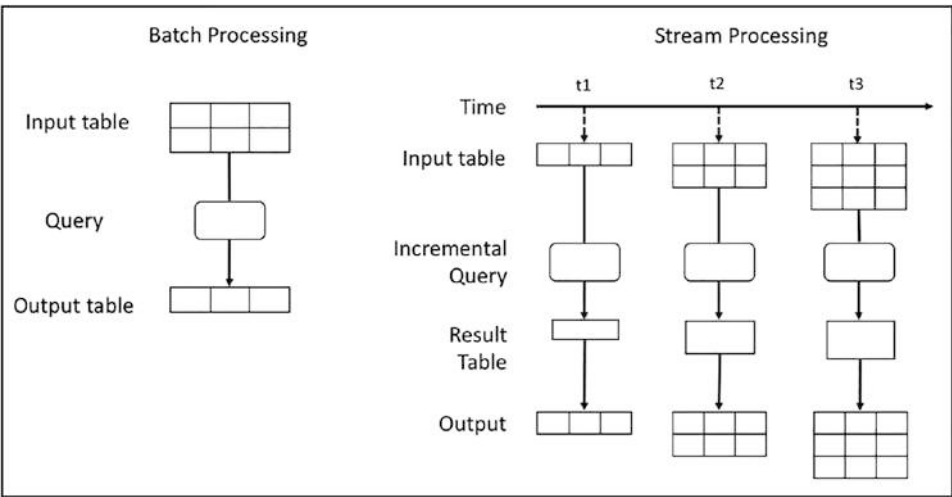 Batch Processing
Input table
Query
Output table
Stream Processing
t1 t2 t3
Time
Input table
Incremental
Query
Result
Table
Output